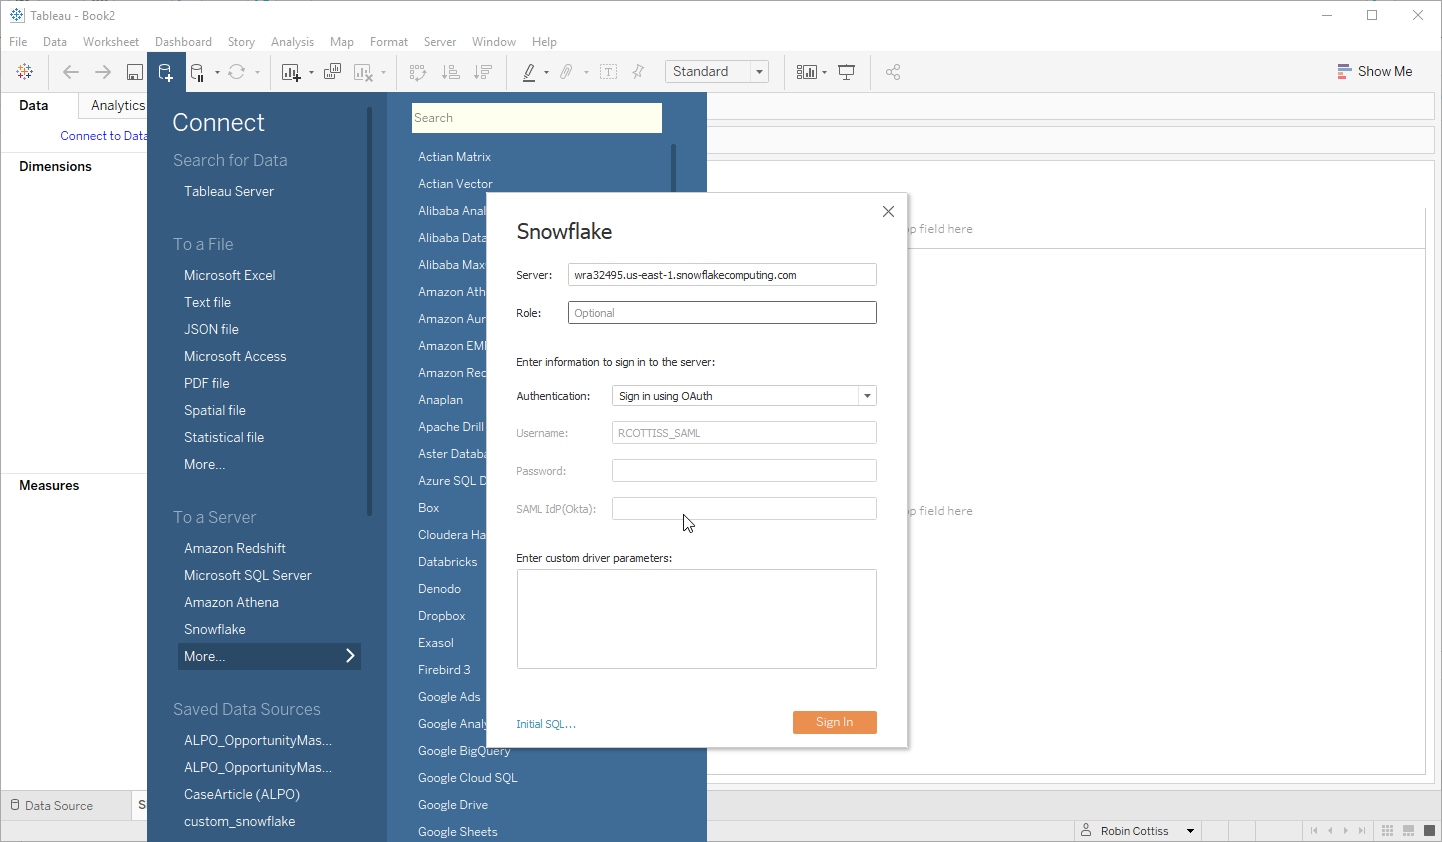 Tableau - Book2
File Data Worksheet Dashboard Story Analysis Map Format Server Window Help
Standard
Show Me
Data Analytics
Connect to Data
Dimensions
Measures
Connect
Search for Data
Tableau Server
To a File
Microsoft Excel
Text file
JSON file
Microsoft Access
PDF file
Spatial file
Statistical file
More...
To a Server
Amazon Redshift
Microsoft SQL Server
Amazon Athena
Snowflake
More...
Saved Data Sources
ALPO_OpportunityMas...
ALPO_OpportunityMas...
CaseArticle (ALPO)
custom_snowflake
Search
Actian Matrix
Actian Vector
Alibaba Anal
Alibaba Data
Alibaba Max
Amazon Ath
Amazon Aur
Amazon EM
Amazon Red
Anaplan
Apache Drill
Aster Databa
Azure SQL D
Box
Cloudera Ha
Databricks
Denodo
Dropbox
Exasol
Firebird 3
Google Ads
Google Analy
Google BigQuery
Google Cloud SQL
Google Drive
Google Sheets
Snowflake
Server: wra32495.us-east-1.snowflakecomputing.com
Role: Optional
Enter information to sign in to the server:
Authentication: Sign in using OAuth
Username: RCOTTISS_SAML
Password:
SAML IdP(Okta):
Enter custom driver parameters:
Initial SQL... Sign In
op field here
op field here
Data Source S
Robin Cottiss